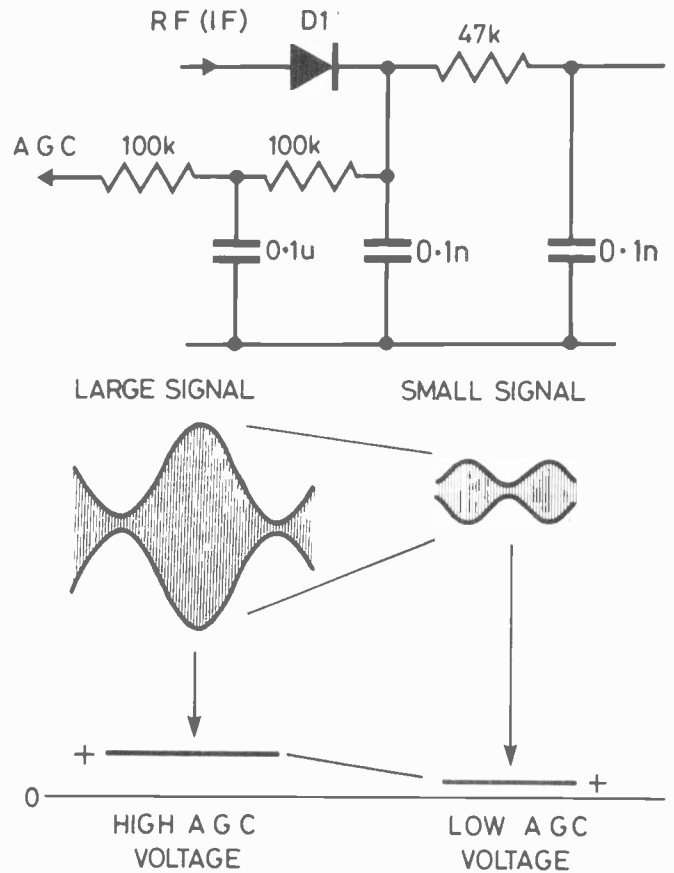 RF (IF) D1 47k
AGC 100k 100k
0·1u 0·1n 0·1n
LARGE SIGNAL SMALL SIGNAL
+ +
0
HIGH AGC LOW AGC
VOLTAGE VOLTAGE